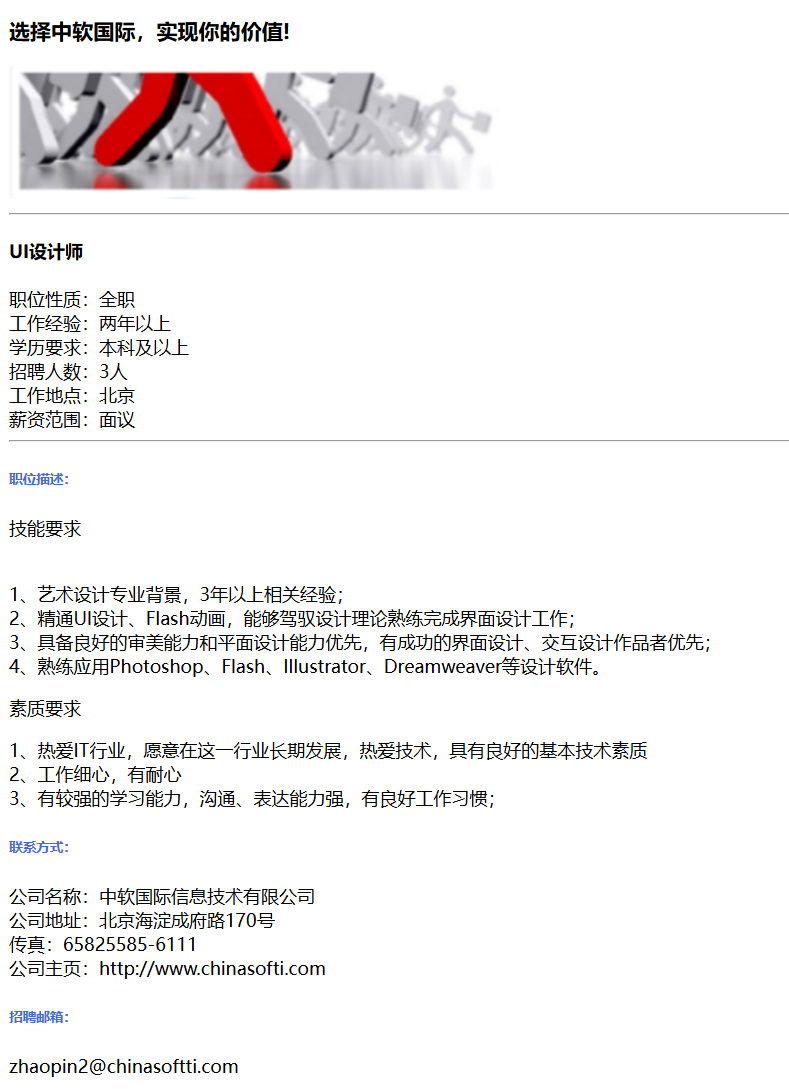 选择中软国际，实现你的价值!
UI设计师
职位性质：全职
工作经验：两年以上
学历要求：本科及以上
招聘人数：3人
工作地点：北京
薪资范围：面议
职位描述：
技能要求
1、艺术设计专业背景，3年以上相关经验；
2、精通UI设计、Flash动画，能够驾驭设计理论熟练完成界面设计工作；
3、具备良好的审美能力和平面设计能力优先，有成功的界面设计、交互设计作品者优先；
4、熟练应用Photoshop、Flash、Illustrator、Dreamweaver等设计软件。
素质要求
1、热爱IT行业，愿意在这一行业长期发展，热爱技术，具有良好的基本技术素质
2、工作细心，有耐心
3、有较强的学习能力，沟通、表达能力强，有良好工作习惯；
联系方式：
公司名称：中软国际信息技术有限公司
公司地址：北京海淀成府路170号
传真：65825585-6111
公司主页：http://www.chinasofti.com
招聘邮箱：
zhaopin2@chinasoftti.com